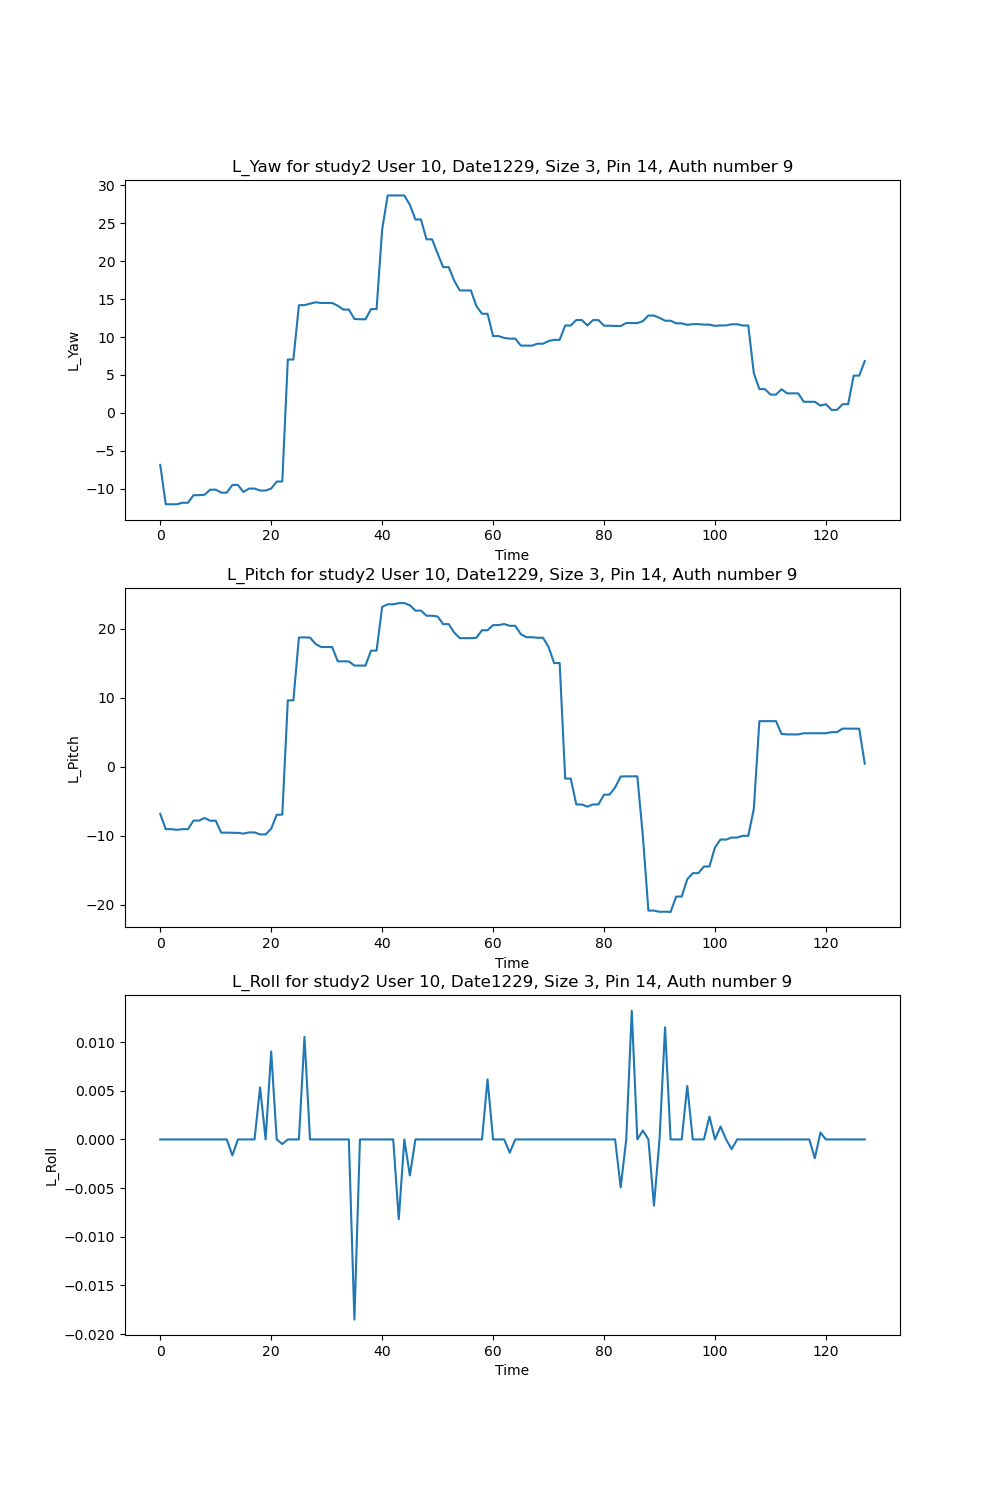 L_Yaw for study2 User 10, Date1229, Size 3, Pin 14, Auth number 9
30
25
20
15
10
5
0
−5
−10
L_Yaw
0 20 40 60 80 100 120
Time
L_Pitch for study2 User 10, Date1229, Size 3, Pin 14, Auth number 9
20
10
0
−10
−20
L_Pitch
0 20 40 60 80 100 120
Time
L_Roll for study2 User 10, Date1229, Size 3, Pin 14, Auth number 9
0.010
0.005
0.000
−0.005
−0.010
−0.015
−0.020
L_Roll
0 20 40 60 80 100 120
Time